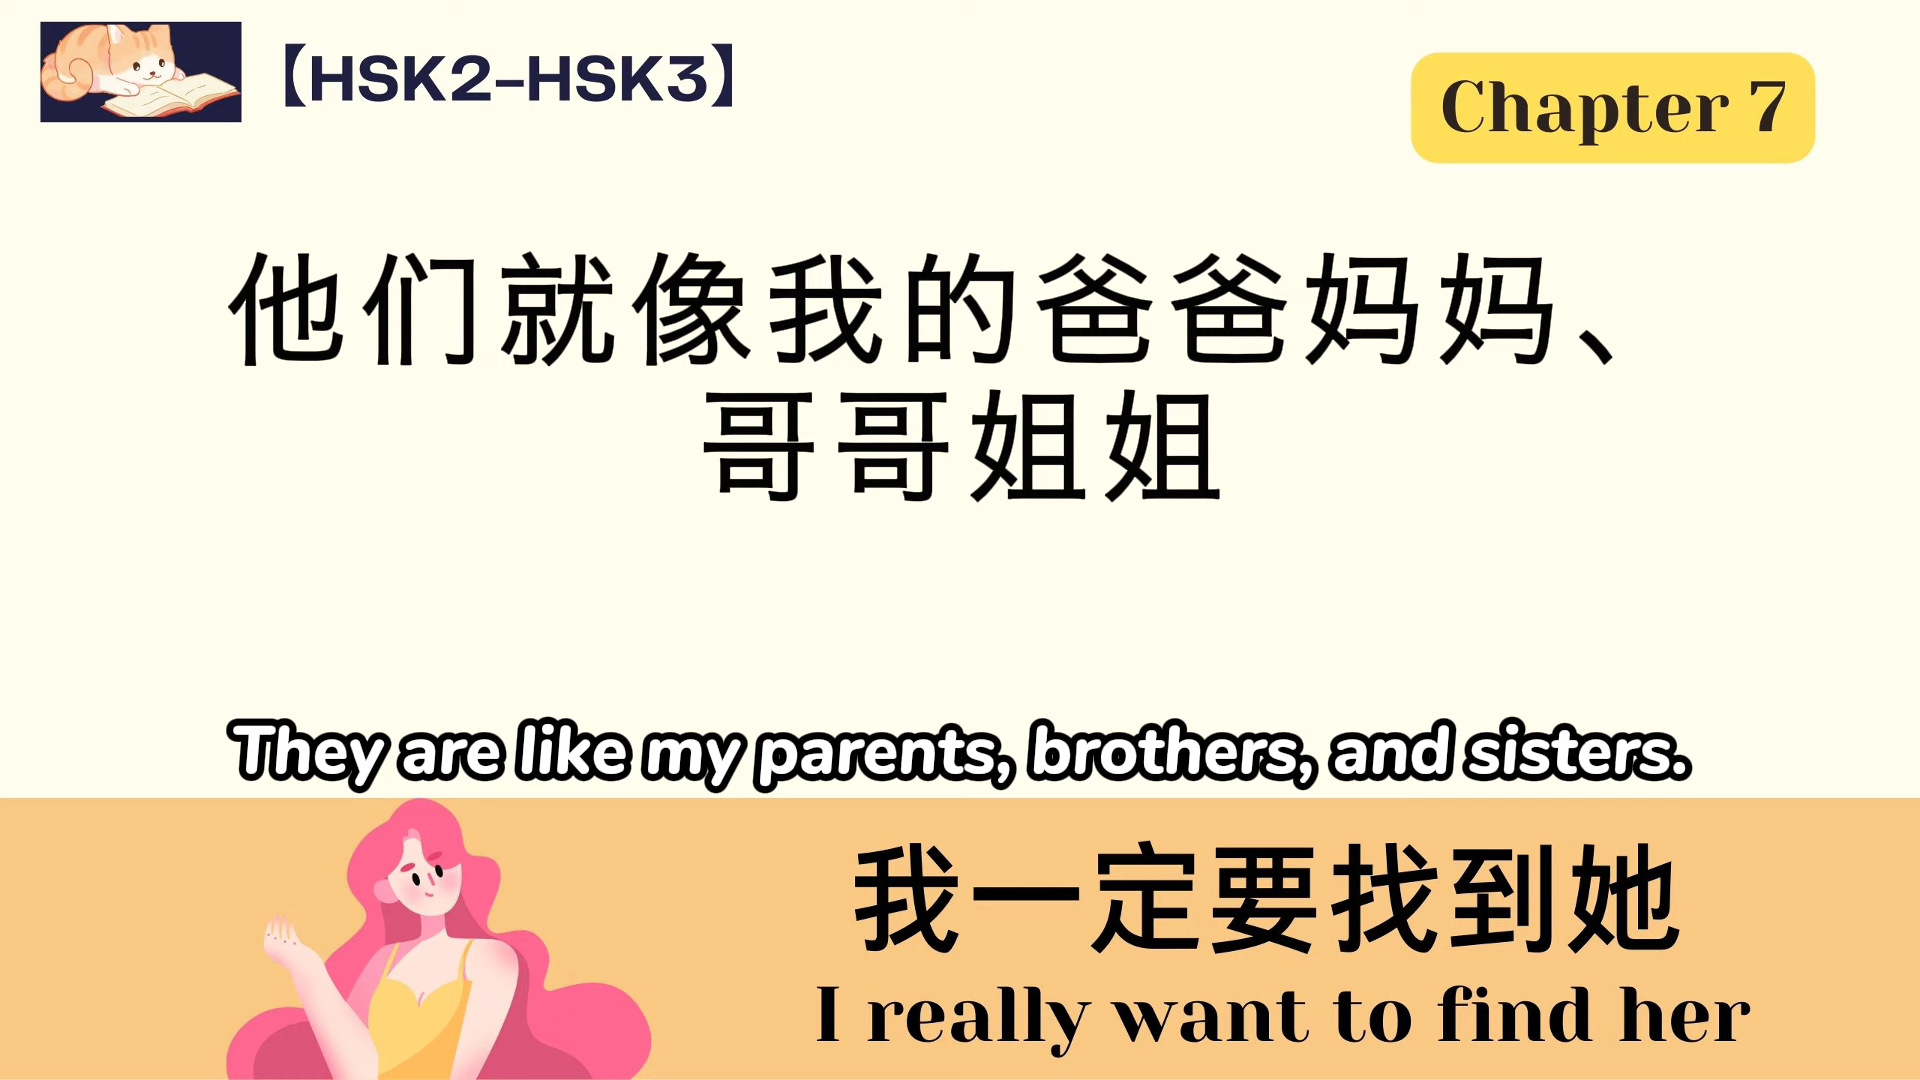 【HSK2-HSK3】
Chapter 7
他们就像我的爸爸妈妈、
哥哥姐姐
They are like my parents, brothers, and sisters.
我一定要找到她
I really want to find her